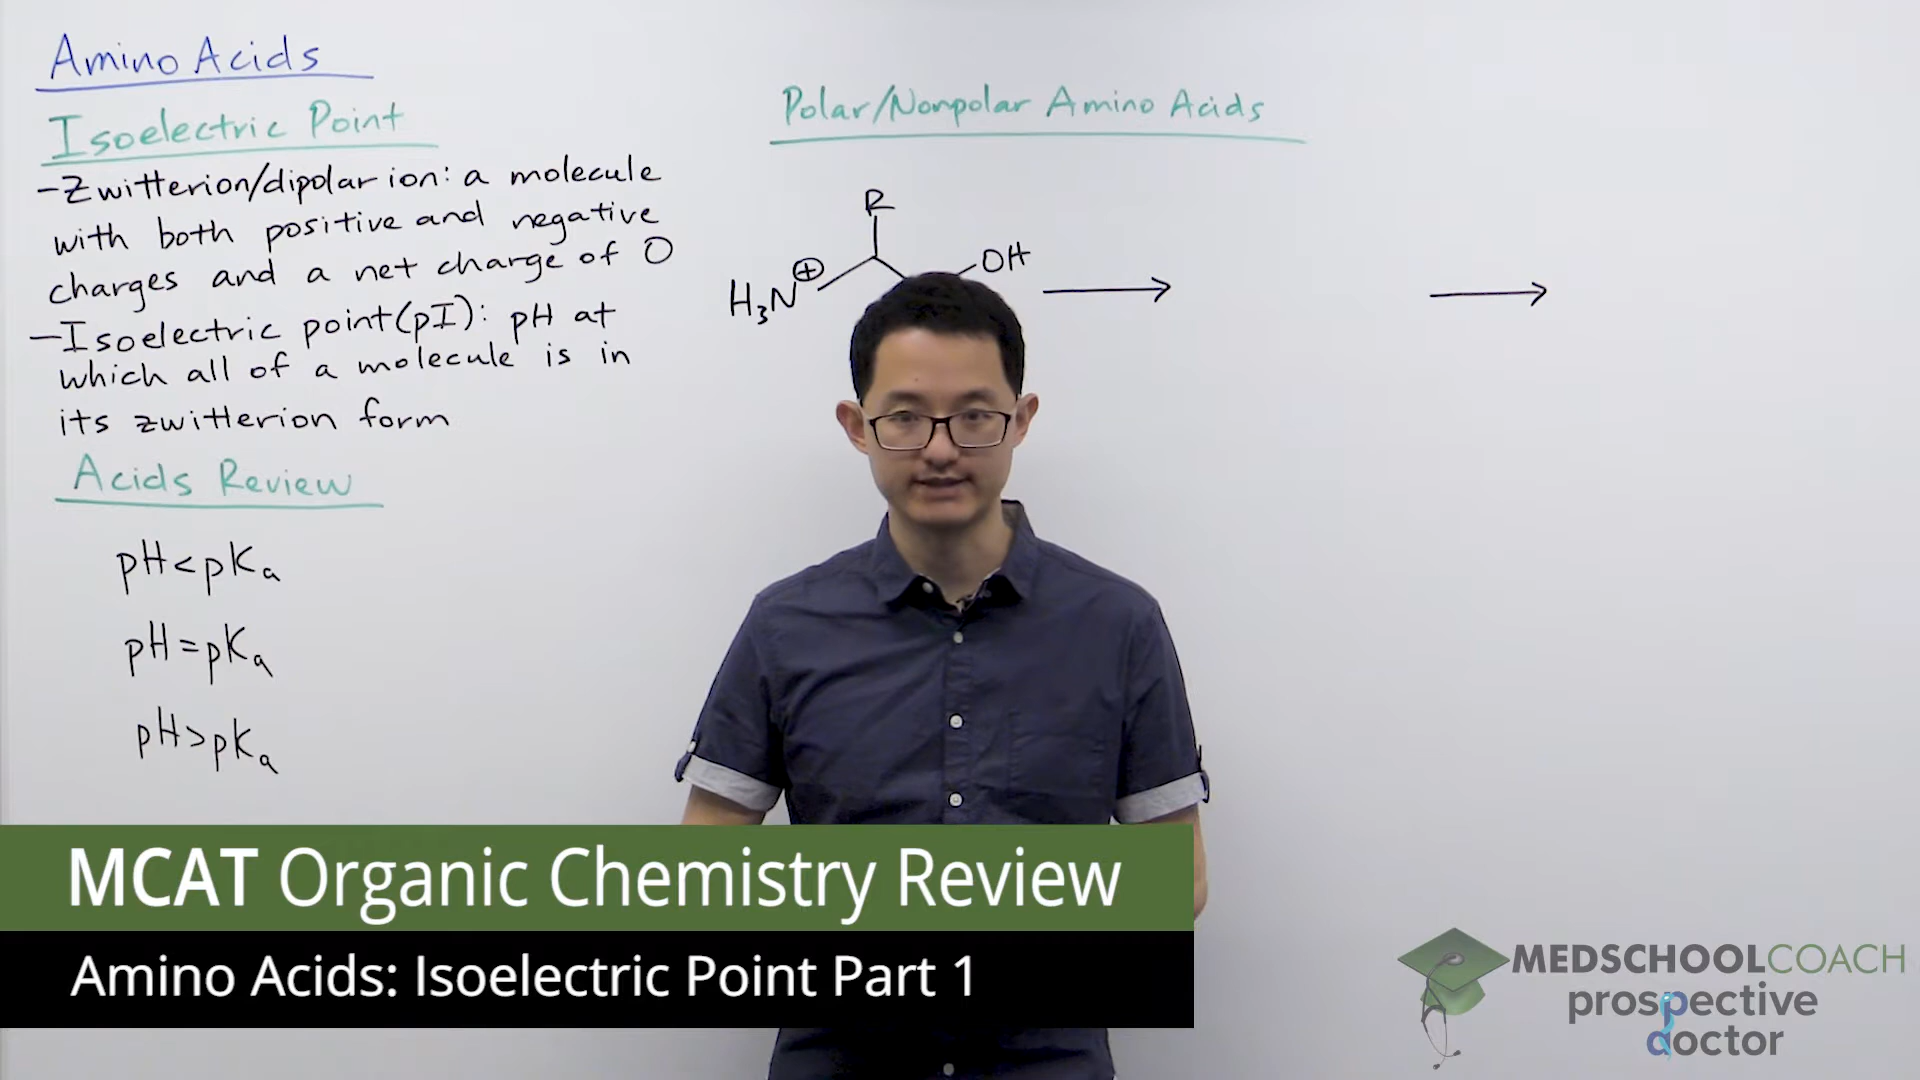 Amino Acids
Isoelectric Point
-Zwitterion/dipolar ion: a molecule
with both positive and negative
charges and a net charge of 0
-Isoelectric point(pI): pH at
which all of a molecule is in
its zwitterion form
Acids Review
pH<pKa
pH=pKa
pH>pKa
Polar/Nonpolar Amino Acids
R
OH
H₃N⊕
MCAT Organic Chemistry Review
Amino Acids: Isoelectric Point Part 1
MEDSCHOOLCOACH
prospective
doctor